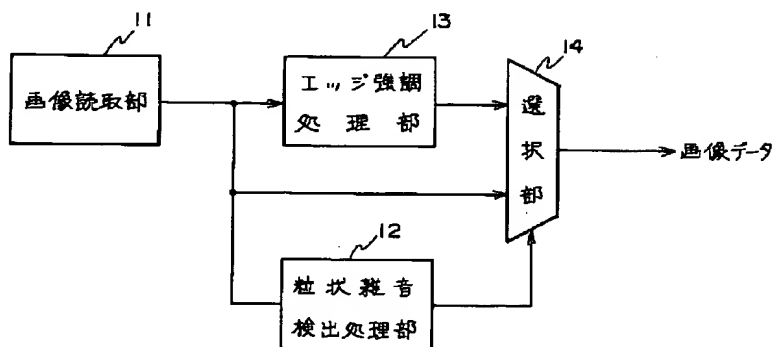 11
画像読取部
13
エッジ強調
処理部
14
選
択
部
画像データ
12
粒状雑音
検出処理部